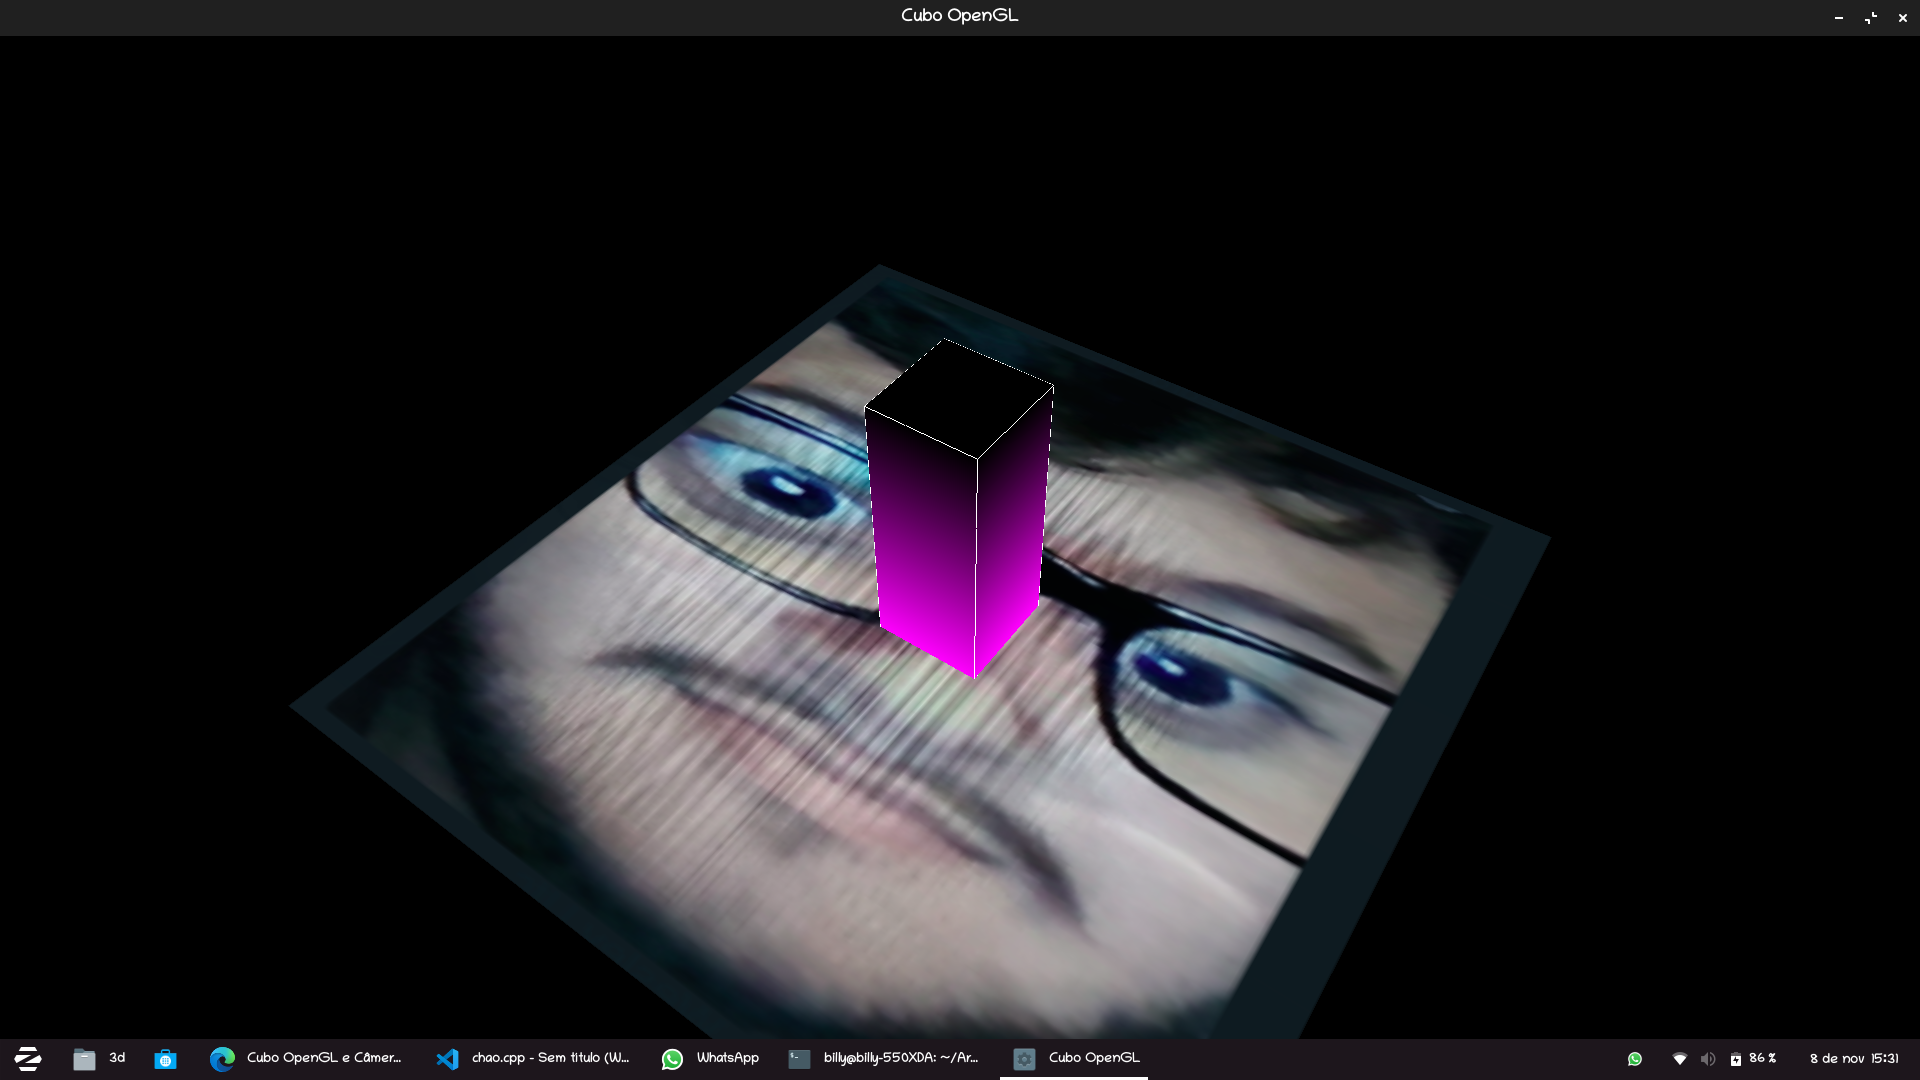 Cubo OpenGL
3d
Cubo OpenGL e Câmer...
chao.cpp - Sem título (W...
WhatsApp
billy@billy-550XDA: ~/Ar...
Cubo OpenGL
86 %
8 de nov 15:31